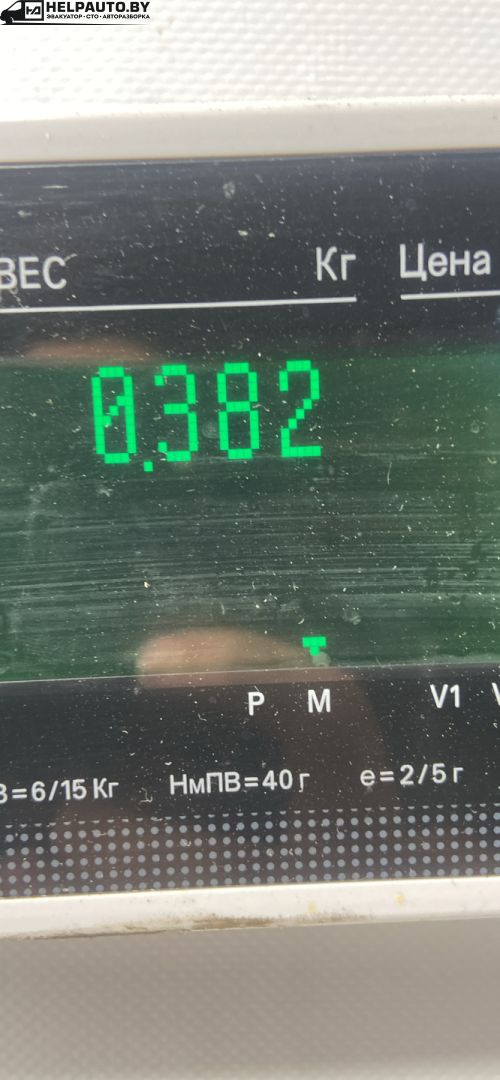 HELPAUTO.BY
ЭВАКУАТОР·СТО·АВТОРАЗБОРКА
ВЕС Кг Цена
0.382
Р М V1
В=6/15 Кг НмПВ=40 г е=2/5 г